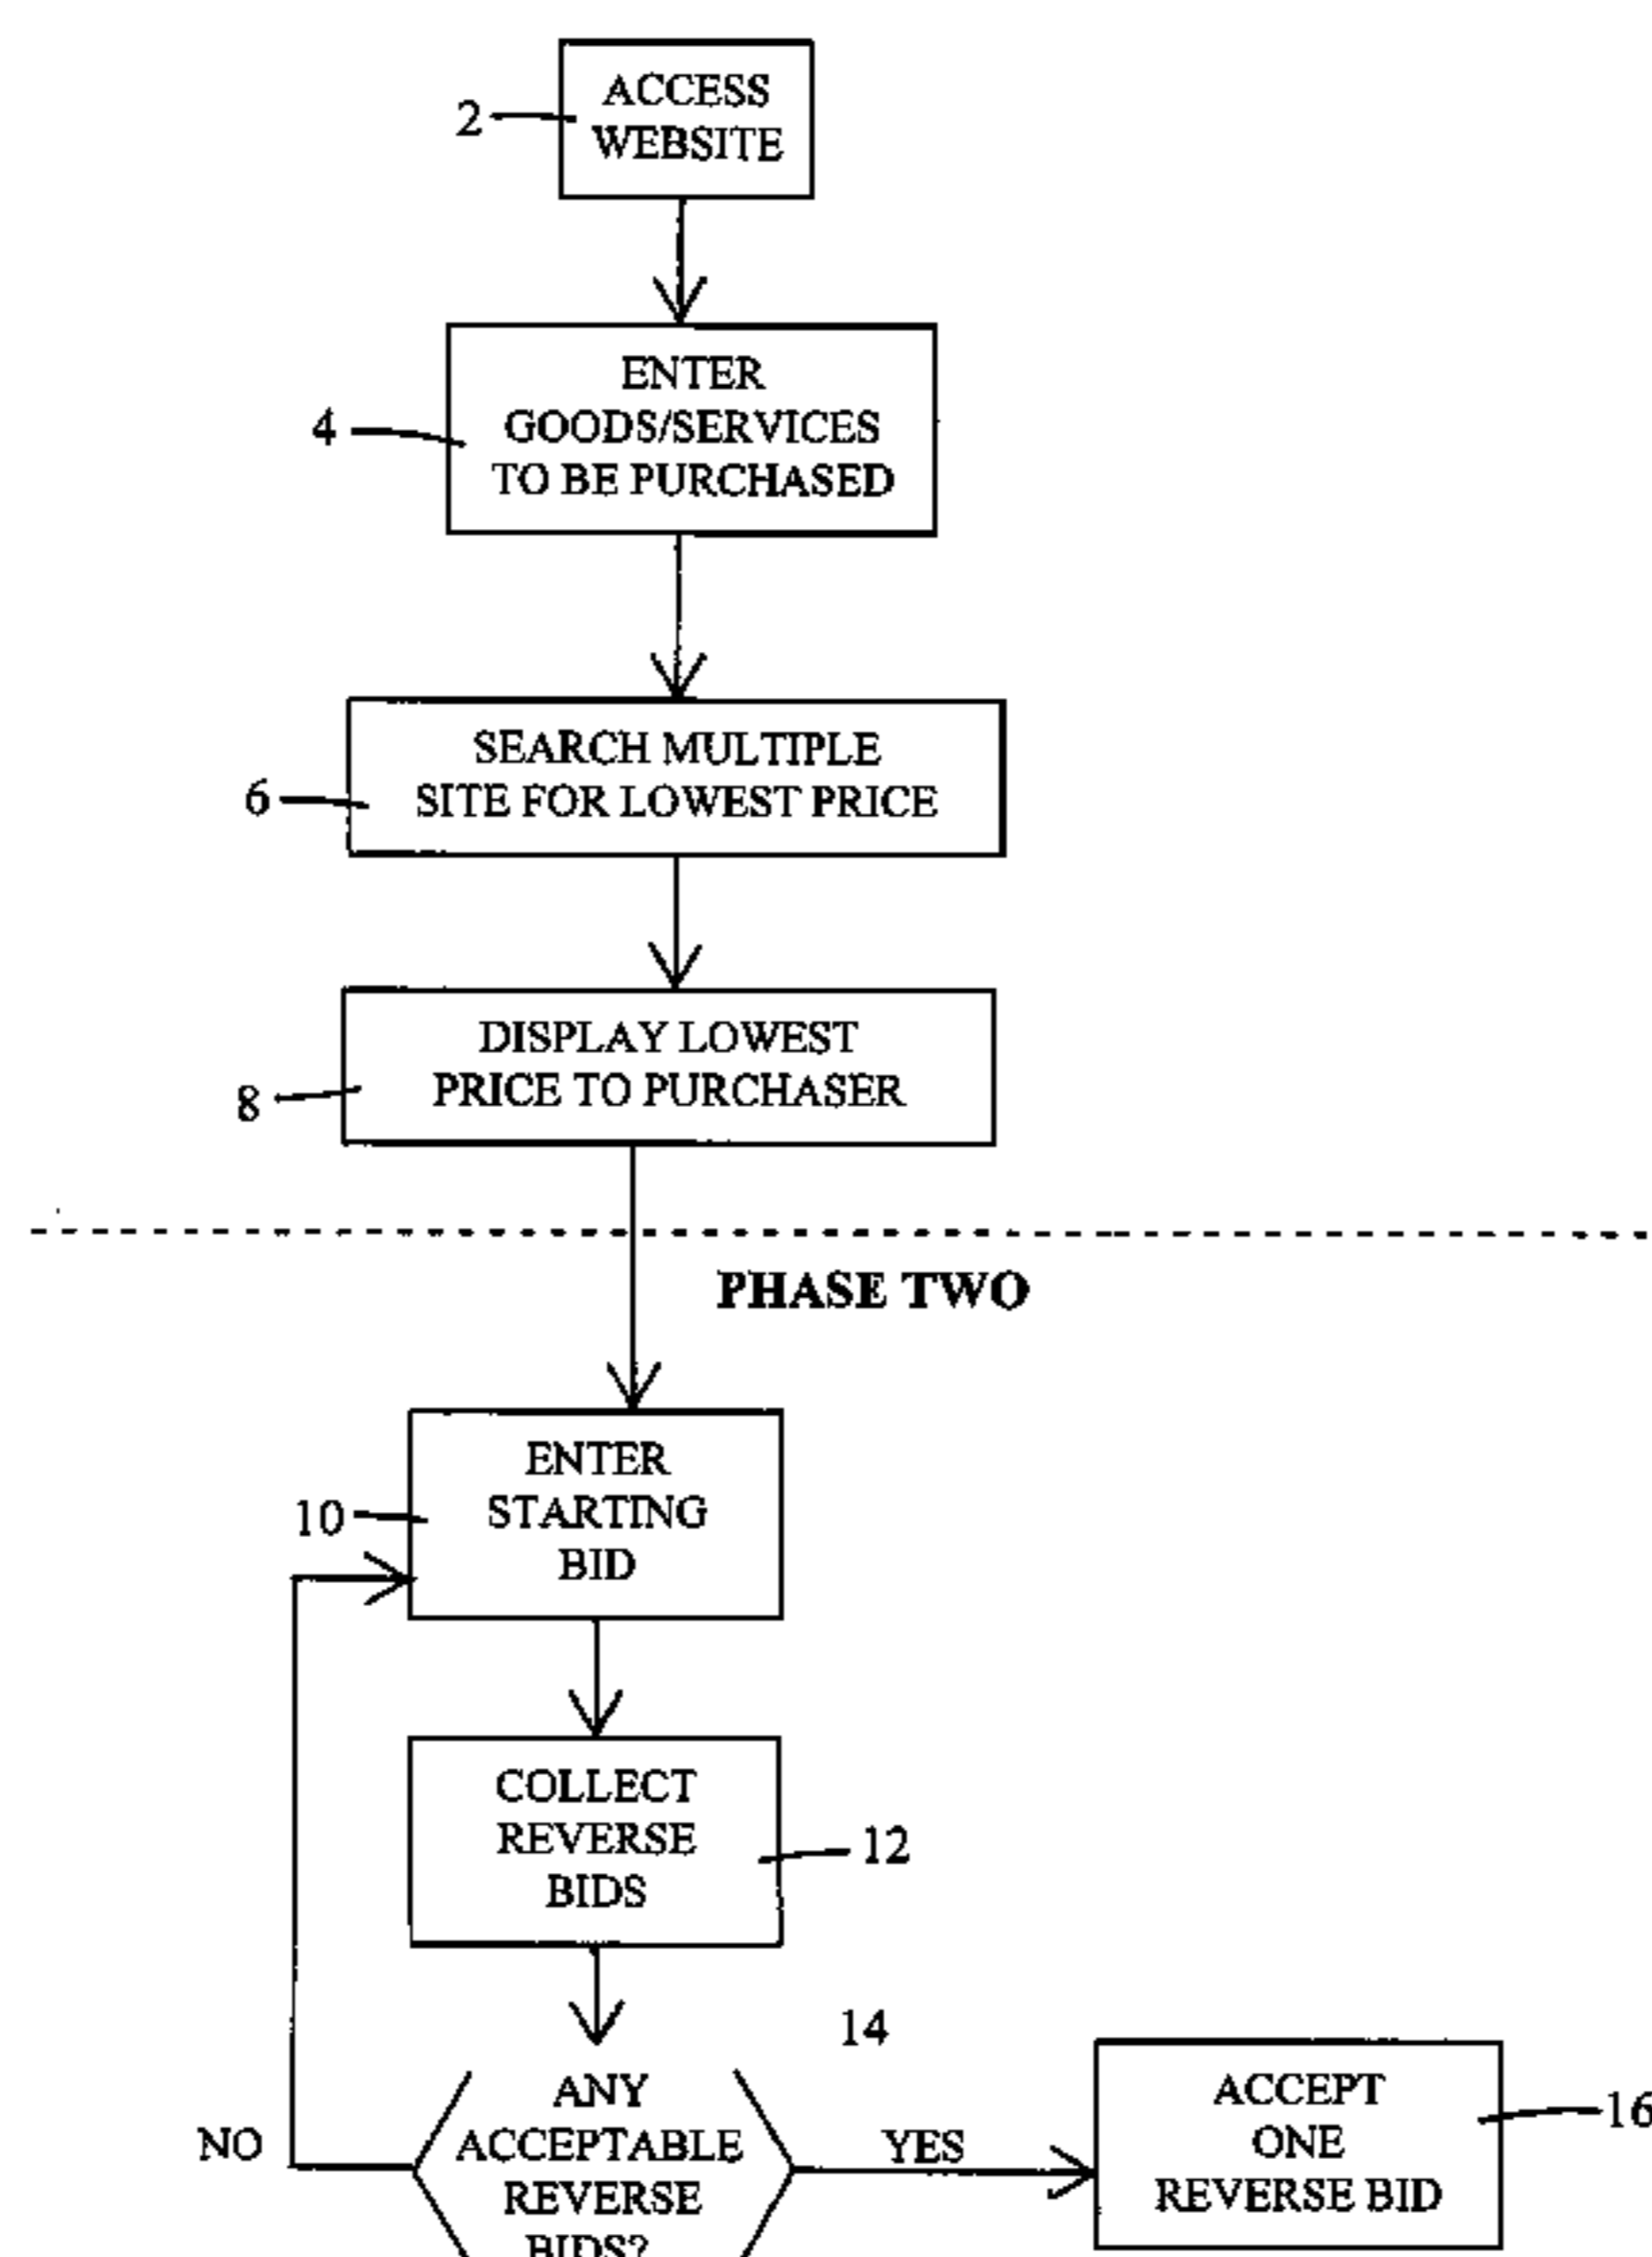 ACCESS
2
WEBSITE
ENTER
4
GOODS/SERVICES
TO BE PURCHASED
SEARCH MULTIPLE
6
SITE FOR LOWEST PRICE
DISPLAY LOWEST
8
PRICE TO PURCHASER
PHASE TWO
ENTER
10
STARTING
BID
COLLECT
REVERSE
12
BIDS
14
ANY
ACCEPTABLE
REVERSE
BIDS?
NO
YES
ACCEPT
16
ONE
REVERSE BID